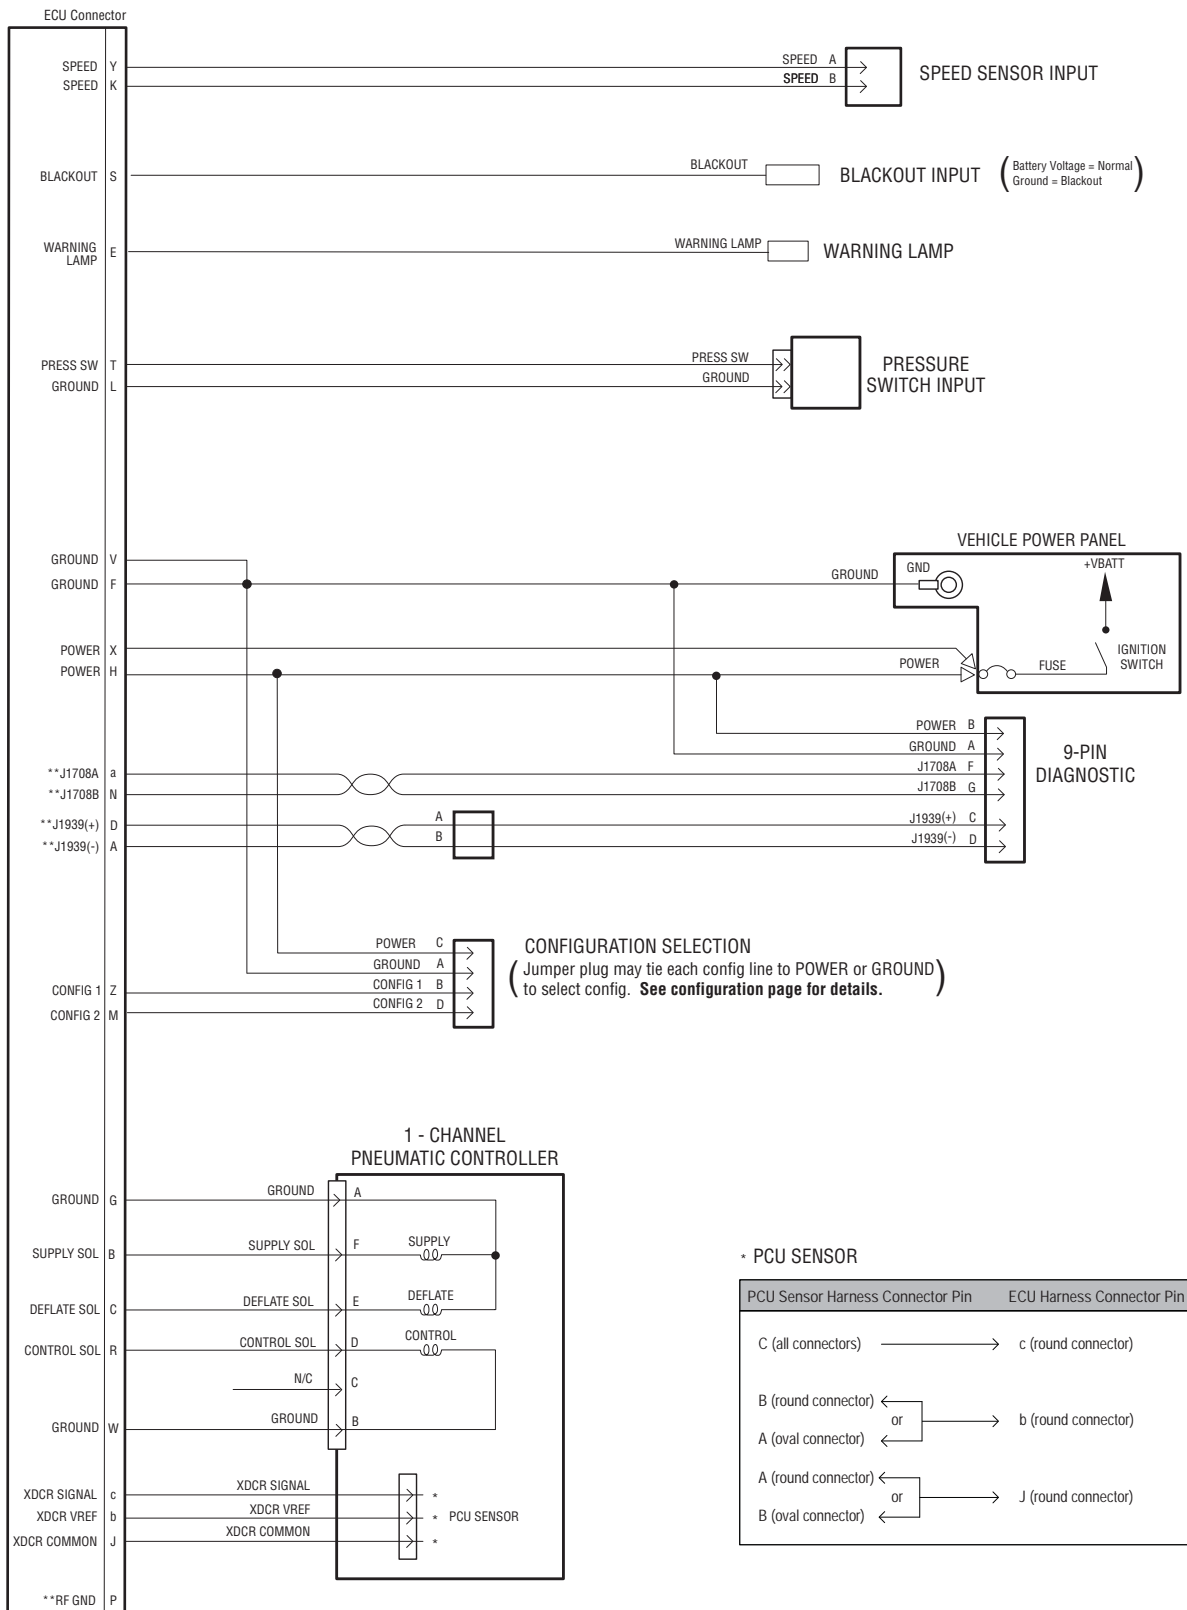 ECU Connector
SPEED Y SPEED A
SPEED K SPEED B
SPEED SENSOR INPUT
BLACKOUT S BLACKOUT
BLACKOUT INPUT
(Battery Voltage = Normal
Ground = Blackout)
WARNING
LAMP
E WARNING LAMP
WARNING LAMP
PRESS SW T PRESS SW
GROUND L GROUND
PRESSURE
SWITCH INPUT
VEHICLE POWER PANEL
GROUND V
GROUND F GROUND
GND
+VBATT
POWER X
POWER H POWER
FUSE
IGNITION
SWITCH
POWER B
GROUND A
**J1708A a J1708A F
**J1708B N J1708B G
**J1939(+) D A J1939(+) C
**J1939(-) A B J1939(-) D
9-PIN
DIAGNOSTIC
POWER C
GROUND A
CONFIG 1 Z CONFIG 1 B
CONFIG 2 M CONFIG 2 D
CONFIGURATION SELECTION
(Jumper plug may tie each config line to POWER or GROUND
to select config. See configuration page for details.)
1 - CHANNEL
PNEUMATIC CONTROLLER
GROUND G GROUND A
SUPPLY SOL B SUPPLY SOL F SUPPLY
DEFLATE SOL C DEFLATE SOL E DEFLATE
CONTROL SOL R CONTROL SOL D CONTROL
N/C C
GROUND W GROUND B
XDCR SIGNAL c XDCR SIGNAL *
XDCR VREF b XDCR VREF * PCU SENSOR
XDCR COMMON J XDCR COMMON *
**RF GND P
* PCU SENSOR
PCU Sensor Harness Connector Pin ECU Harness Connector Pin
C (all connectors) c (round connector)
B (round connector)
or b (round connector)
A (oval connector)
A (round connector)
or J (round connector)
B (oval connector)